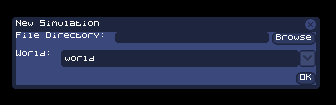 New Simulation
File Directory: Browse
World: world
OK